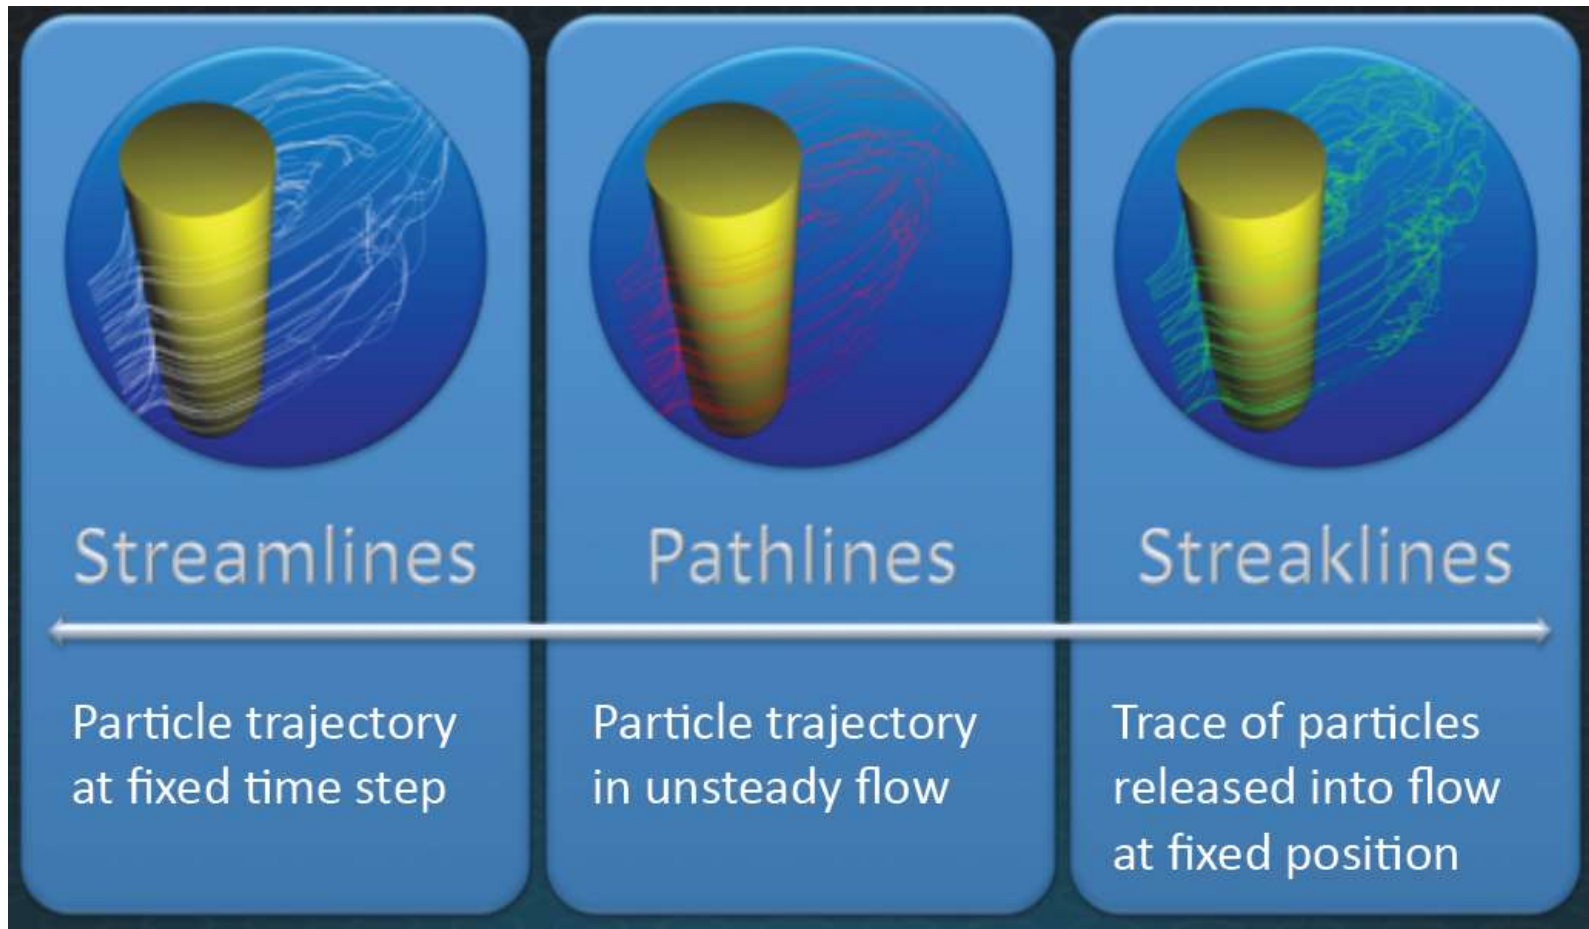 Streamlines
Pathlines
Streaklines
Particle trajectory
at fixed time step
Particle trajectory
in unsteady flow
Trace of particles
released into flow
at fixed position